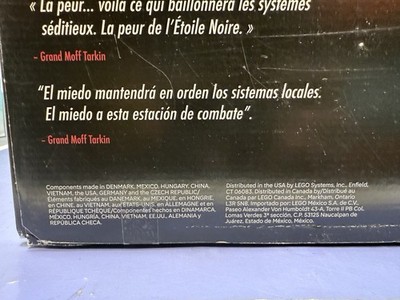 « La peur... voilà ce qui bâillonnera les systèmes
séditieux. La peur de l'Étoile Noire. »
– Grand Moff Tarkin
"El miedo mantendrá en orden los sistemas locales.
El miedo a esta estación de combate".
– Grand Moff Tarkin
Components made in DENMARK, MEXICO, HUNGARY, CHINA,
VIETNAM, the USA, GERMANY and the CZECH REPUBLIC/
Éléments fabriqués au DANEMARK, au MEXIQUE, en HONGRIE,
en CHINE, au VIETNAM, aux ÉTATS-UNIS, en ALLEMAGNE et en
RÉPUBLIQUE TCHÈQUE/Componentes hechos en DINAMARCA,
MÉXICO, HUNGRÍA, CHINA, VIETNAM, EE.UU., ALEMANIA y
REPÚBLICA CHECA.
Distributed in the USA by LEGO Systems, Inc., Enfield,
CT 06083. Distributed in Canada by/Distribué au
Canada par LEGO Canada Inc., Markham, Ontario
L3R 5N8. Importado por: LEGO México S.A. de C.V.,
Paseo Alexander Von Humboldt 43-A, Torre II PB Col.
Lomas Verdes 3ª sección, C.P. 53125 Naucalpan de
Juárez, Estado de México, México.